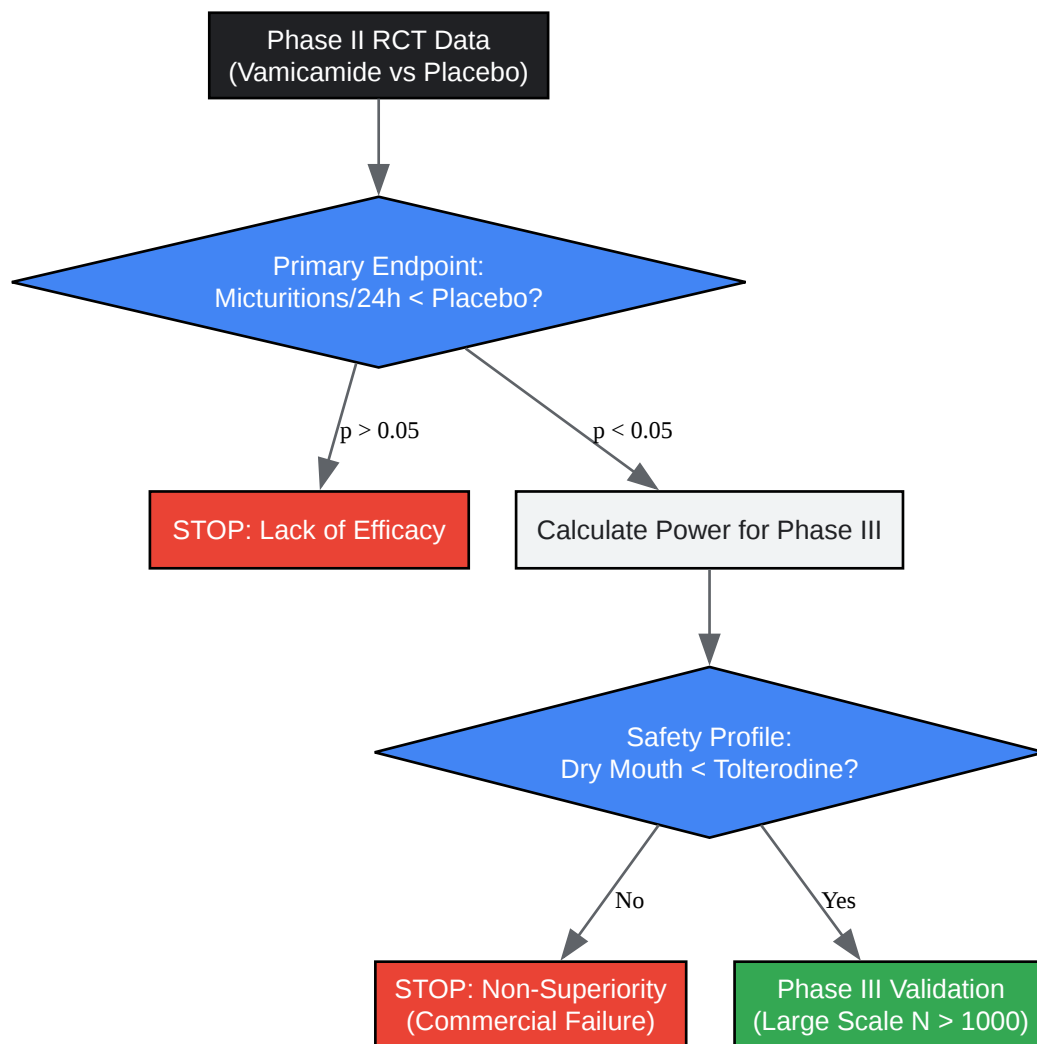 Phase II RCT Data
(Vamicamide vs Placebo)
Primary Endpoint:
Micturitions/24h < Placebo?
p > 0.05
p < 0.05
STOP: Lack of Efficacy
Calculate Power for Phase III
Safety Profile:
Dry Mouth < Tolterodine?
No
Yes
STOP: Non-Superiority
(Commercial Failure)
Phase III Validation
(Large Scale N > 1000)